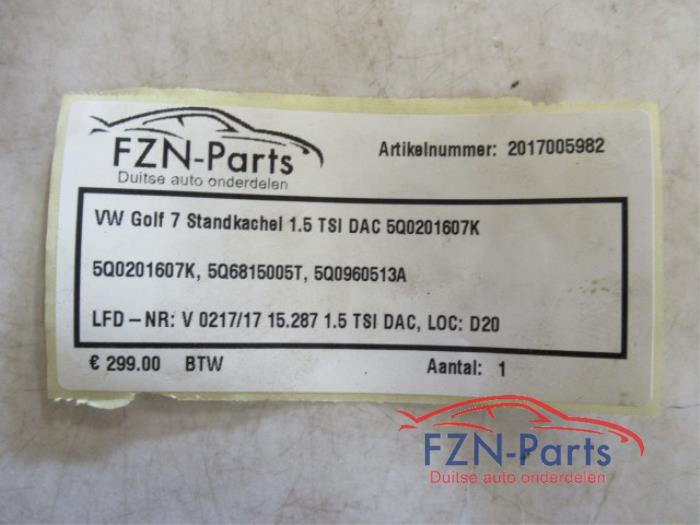 FZN-Parts
Duitse auto onderdelen
Artikelnummer: 2017005982
VW Golf 7 Standkachel 1.5 TSI DAC 5Q0201607K
5Q0201607K, 5Q6815005T, 5Q0960513A
LFD-NR: V 0217/17 15.287 1.5 TSI DAC, LOC: D20
€ 299.00 BTW
Aantal: 1
FZN-Parts
Duitse auto onderdelen